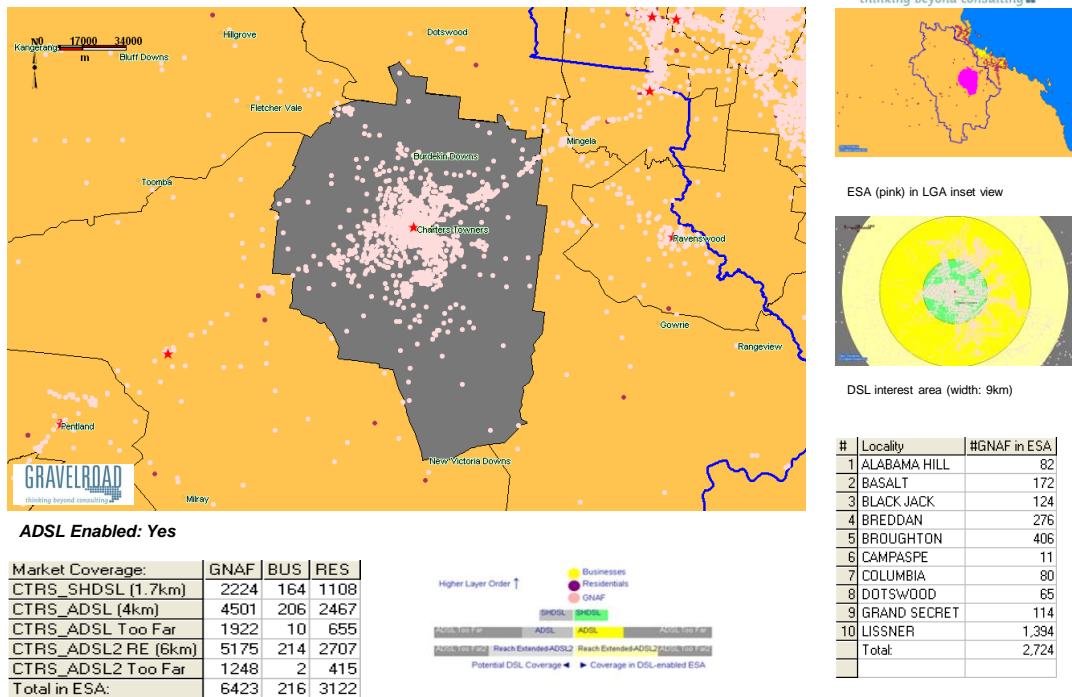 thinking beyond consulting
N 0 17000 34000
m
Hillgrove
Dotswood
Kangerang
Bluff Downs
Fletcher Vale
Mingela
Burdekin Downs
Toomba
Charters Towners
Ravenswood
Gowrie
Rangeview
Pentland
New Victoria Downs
Milray
GRAVELROAD
thinking beyond consulting
ESA (pink) in LGA inset view
DSL interest area (width: 9km)
ADSL Enabled: Yes
Market Coverage: GNAF BUS RES
CTRS_SHDSL (1.7km) 2224 164 1108
CTRS_ADSL (4km) 4501 206 2467
CTRS_ADSL Too Far 1922 10 655
CTRS_ADSL2 RE (6km) 5175 214 2707
CTRS_ADSL2 Too Far 1248 2 415
Total in ESA: 6423 216 3122
Higher Layer Order ↑
Businesses
Residentials
GNAF
SHDSL SHDSL
ADSL Too Far ADSL ADSL ADSL Too Far
ADSL Too Far2 Reach Extended-ADSL2 Reach Extended-ADSL2 ADSL Too Far2
Potential DSL Coverage ◄ ► Coverage in DSL-enabled ESA
# Locality #GNAF in ESA
1 ALABAMA HILL 82
2 BASALT 172
3 BLACK JACK 124
4 BREDDAN 276
5 BROUGHTON 406
6 CAMPASPE 11
7 COLUMBIA 80
8 DOTSWOOD 65
9 GRAND SECRET 114
10 LISSNER 1,394
Total: 2,724